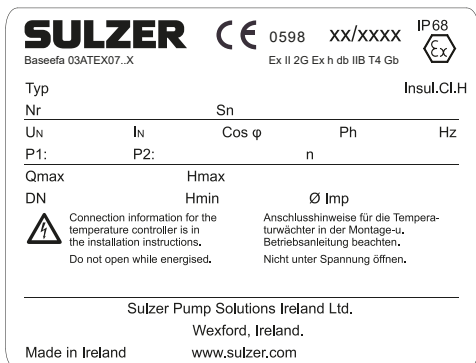 SULZER CE 0598 xx/xxxx IP68
Baseefa 03ATEX07..X Ex II 2G Ex h db IIB T4 Gb Ex
Typ Insul.Cl.H
Nr Sn
UN IN Cos φ Ph Hz
P1: P2: n
Qmax Hmax
DN Hmin Ø Imp
Connection information for the
temperature controller is in
the installation instructions.
Do not open while energised.
Anschlusshinweise für die Tempera-
turwächter in der Montage-u.
Betriebsanleitung beachten.
Nicht unter Spannung öffnen.
Sulzer Pump Solutions Ireland Ltd.
Wexford, Ireland.
Made in Ireland www.sulzer.com